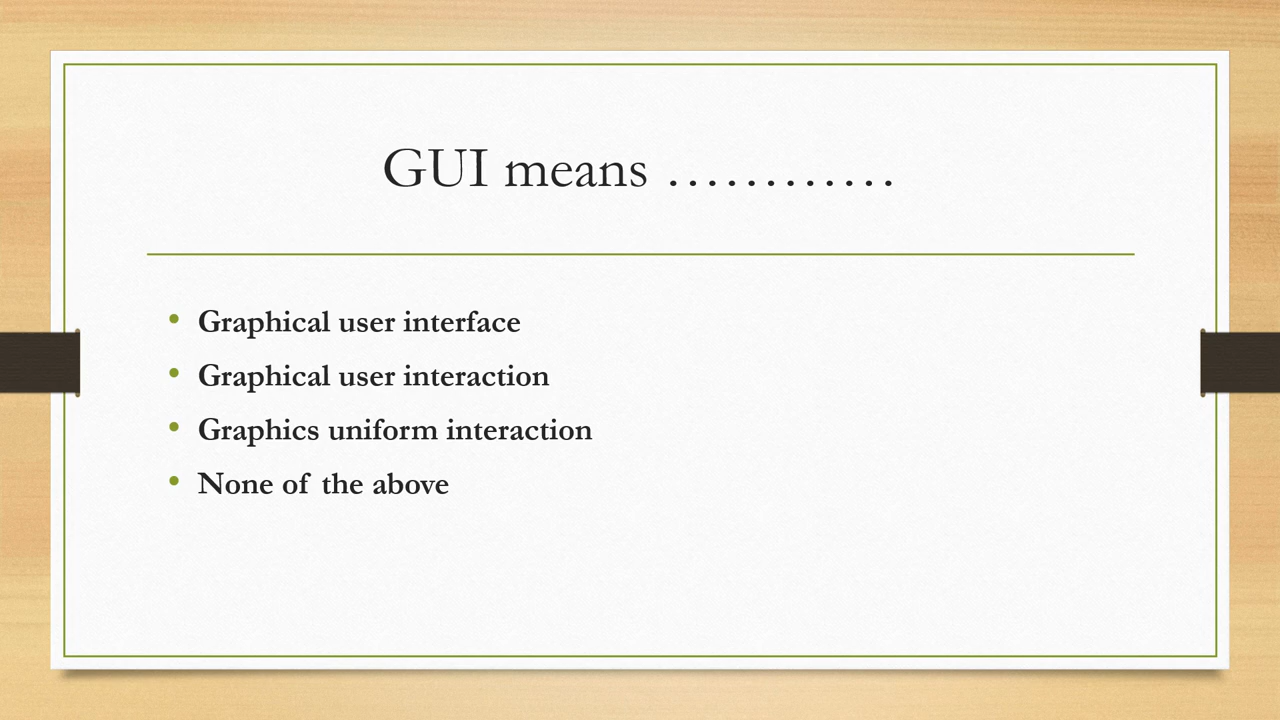 GUI means …………
• Graphical user interface
• Graphical user interaction
• Graphics uniform interaction
• None of the above